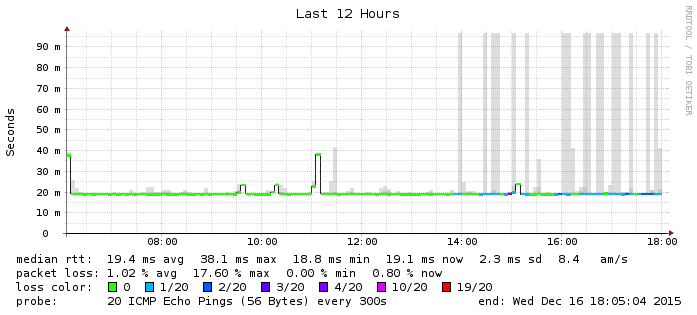 Last 12 Hours
RRDTOOL / TOBI OETIKER
Seconds
90 m
80 m
70 m
60 m
50 m
40 m
30 m
20 m
10 m
0
08:00 10:00 12:00 14:00 16:00 18:00
median rtt: 19.4 ms avg 38.1 ms max 18.8 ms min 19.1 ms now 2.3 ms sd 8.4 am/s
packet loss: 1.02 % avg 17.60 % max 0.00 % min 0.80 % now
loss color: 0 1/20 2/20 3/20 4/20 10/20 19/20
probe: 20 ICMP Echo Pings (56 Bytes) every 300s end: Wed Dec 16 18:05:04 2015